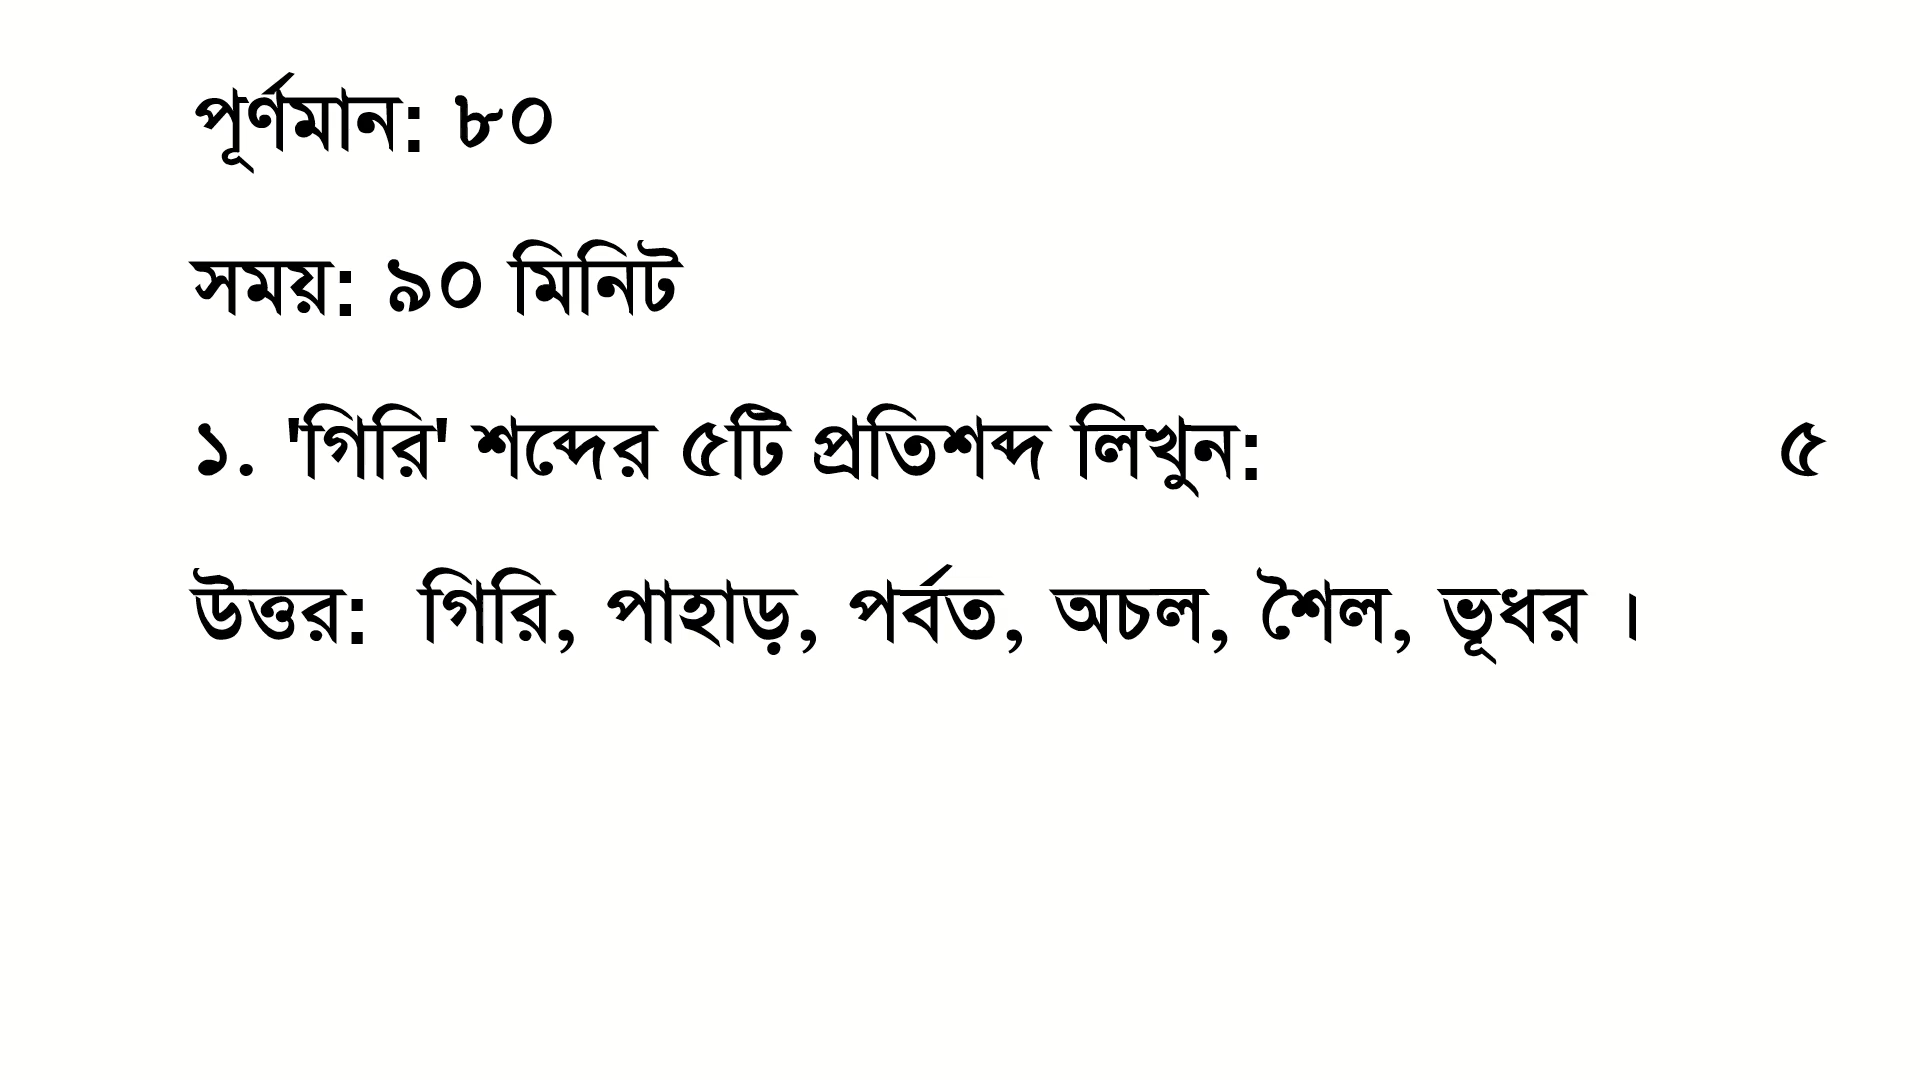 পূর্ণমান: ৮০
সময়: ৯০ মিনিট
১. 'গিরি' শব্দের ৫টি প্রতিশব্দ লিখুন: ৫
উত্তর: গিরি, পাহাড়, পর্বত, অচল, শৈল, ভূধর ।